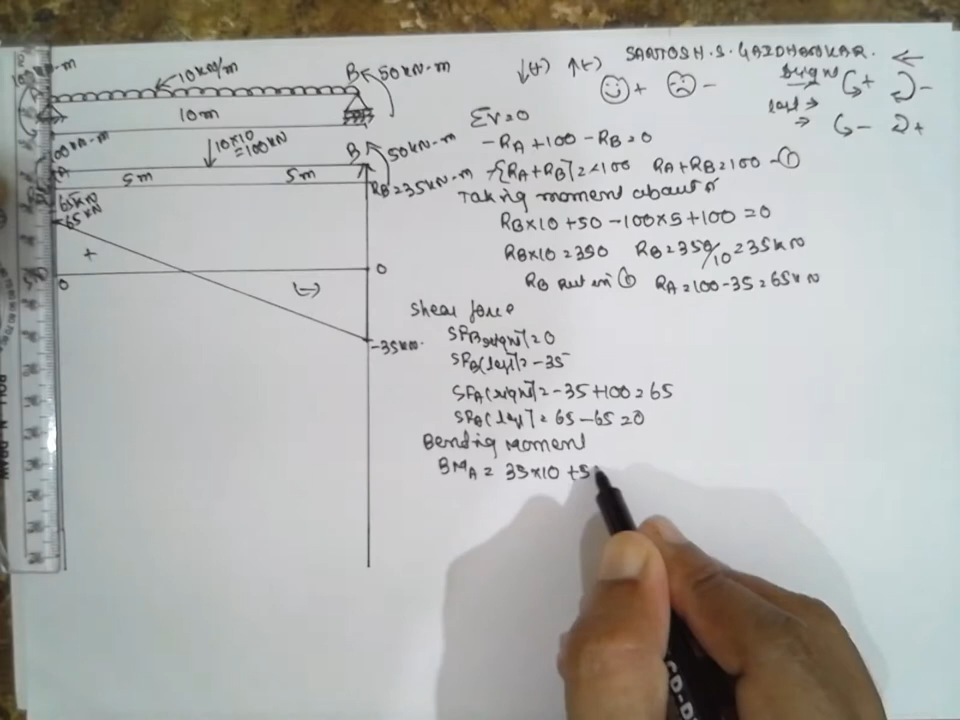 SANTOSH.S.GAIDHANKAR. ←
10kN/m
B 50kN-m
10m
↓(+) ↑(-)
+ -
right + -
left → - +
10×10
=100kN
B 50kN-m
A
5m 5m
RB=35kN-m
65kN
65kN
+
0 0
(-)
-35kN.
ΣV=0
-RA+100-RB=0
-{RA+RB}=-100 RA+RB=100 -①
Taking moment about
RB×10+50-100×5+100=0
RB×10=350 RB=350/10=35kN
RB put in ① RA=100-35=65kN
Shear force
SFB(right)=0
SFB(left)=-35
SFA(right)=-35+100=65
SFA(left)=65-65=0
Bending moment
BMA= 35×10 +5